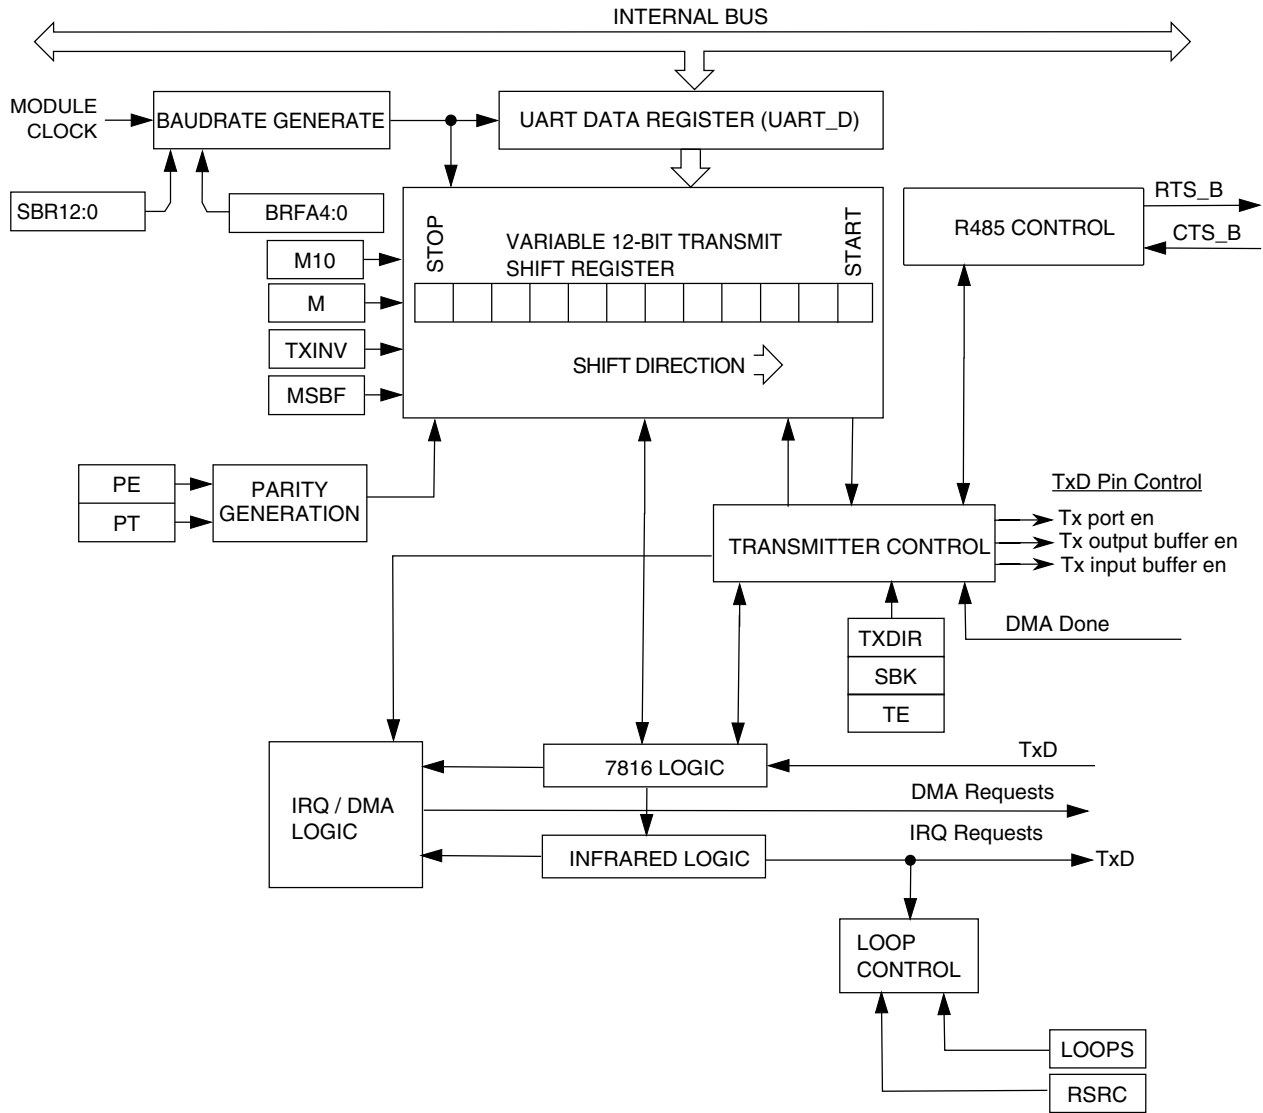 INTERNAL BUS
MODULE
CLOCK
BAUDRATE GENERATE
UART DATA REGISTER (UART_D)
SBR12:0
BRFA4:0
RTS_B
R485 CONTROL
CTS_B
M10
M
TXINV
MSBF
STOP
VARIABLE 12-BIT TRANSMIT
SHIFT REGISTER
START
SHIFT DIRECTION
PE
PT
PARITY
GENERATION
TxD Pin Control
Tx port en
Tx output buffer en
Tx input buffer en
TRANSMITTER CONTROL
DMA Done
TXDIR
SBK
TE
7816 LOGIC
TxD
IRQ / DMA
LOGIC
DMA Requests
IRQ Requests
INFRARED LOGIC
TxD
LOOP
CONTROL
LOOPS
RSRC